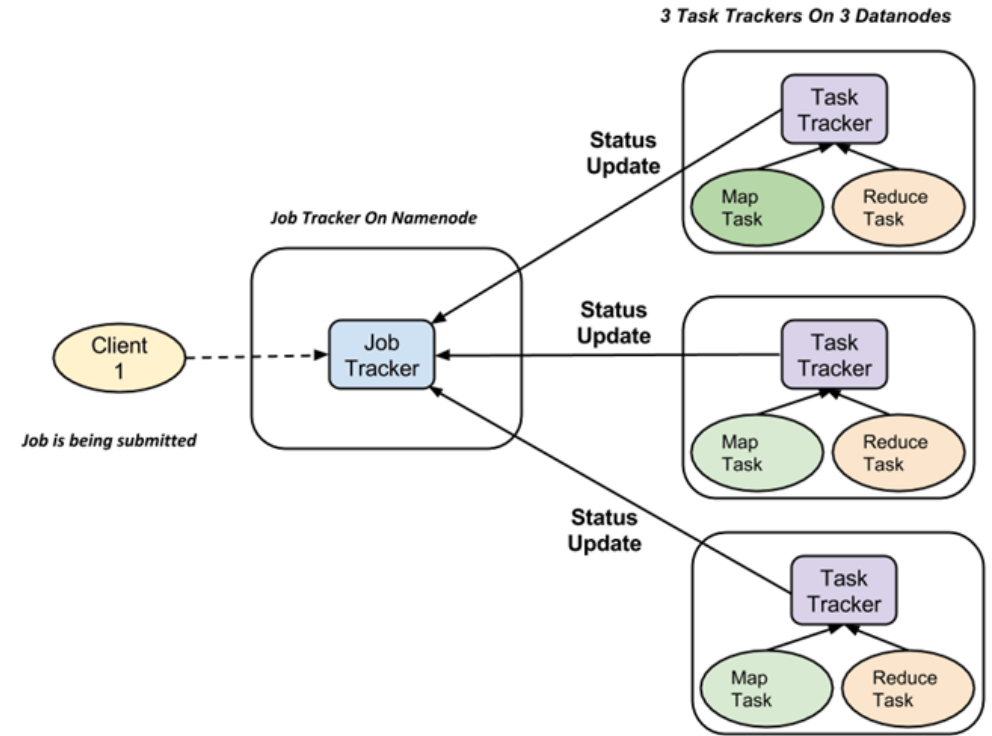 3 Task Trackers On 3 Datanodes
Task
Tracker
Status
Update
Map
Task
Reduce
Task
Job Tracker On Namenode
Status
Update
Task
Tracker
Client
1
Job
Tracker
Job is being submitted
Map
Task
Reduce
Task
Status
Update
Task
Tracker
Map
Task
Reduce
Task